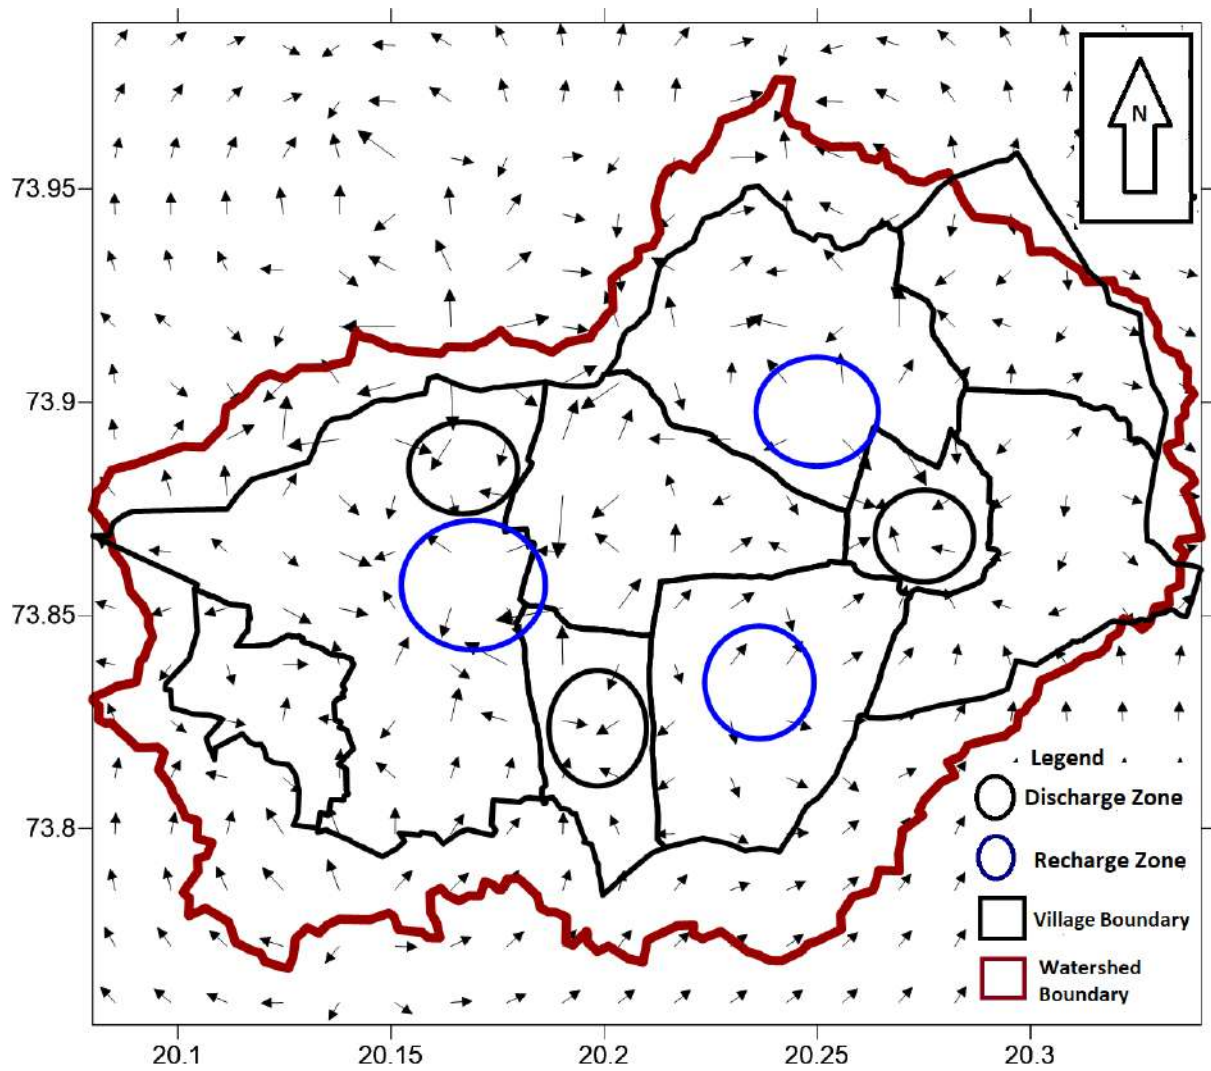 N
73.95
73.9
73.85
73.8
Legend
Discharge Zone
Recharge Zone
Village Boundary
Watershed
Boundary
20.1 20.15 20.2 20.25 20.3